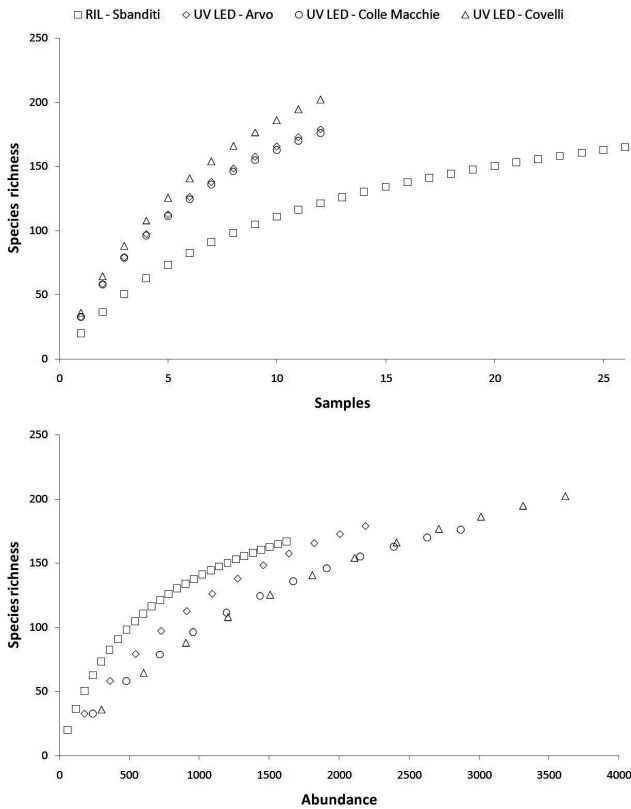 RIL - Sbanditi UV LED - Arvo UV LED - Colle Macchie UV LED - Covelli
250
200
150
100
50
0
Species richness
0 5 10 15 20 25
Samples
250
200
150
100
50
0
Species richness
0 500 1000 1500 2000 2500 3000 3500 4000
Abundance